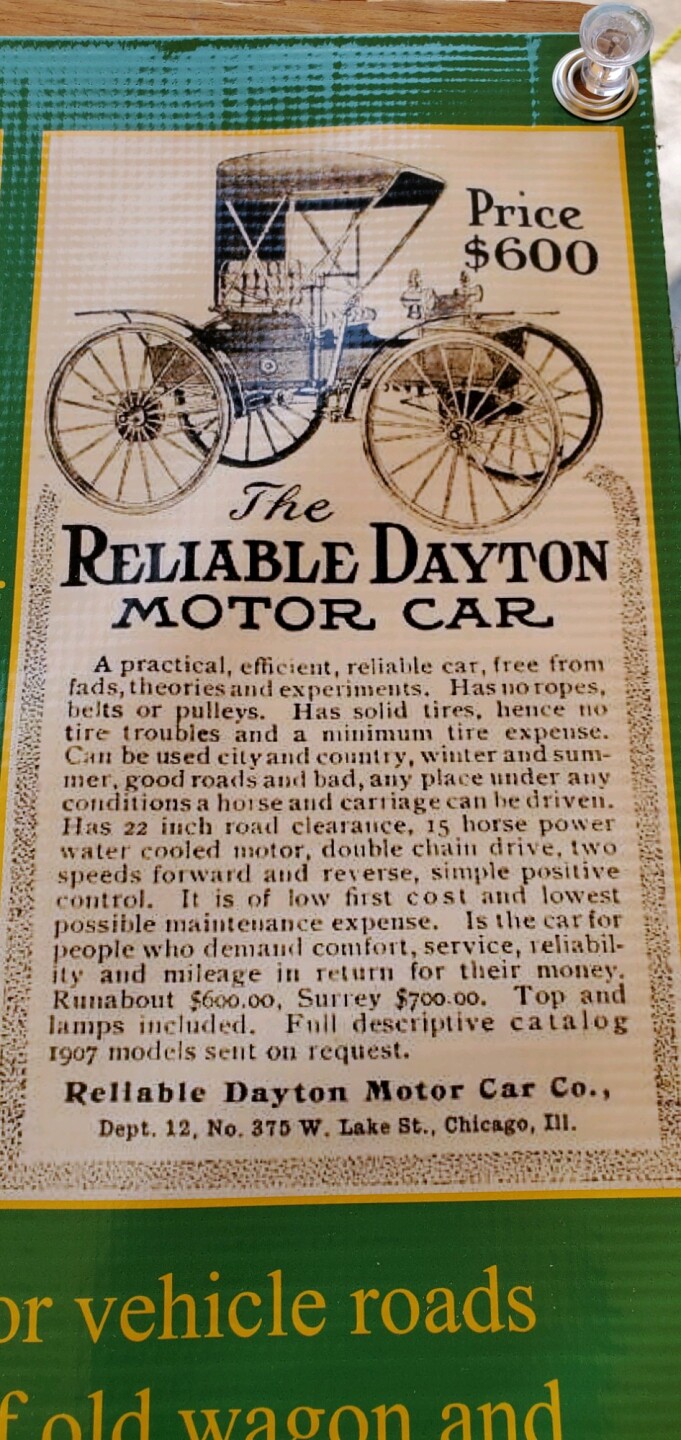 Price
$600
The
RELIABLE DAYTON
MOTOR CAR
A practical, efficient, reliable car, free from
fads, theories and experiments. Has no ropes,
belts or pulleys. Has solid tires, hence no
tire troubles and a minimum tire expense.
Can be used city and country, winter and sum-
mer, good roads and bad, any place under any
conditions a horse and carriage can be driven.
Has 22 inch road clearance, 15 horse power
water cooled motor, double chain drive, two
speeds forward and reverse, simple positive
control. It is of low first cost and lowest
possible maintenance expense. Is the car for
people who demand comfort, service, reliabil-
ity and mileage in return for their money.
Runabout $600.00, Surrey $700.00. Top and
lamps included. Full descriptive catalog
1907 models sent on request.
Reliable Dayton Motor Car Co.,
Dept. 12, No. 375 W. Lake St., Chicago, Ill.
or vehicle roads
f old wagon and